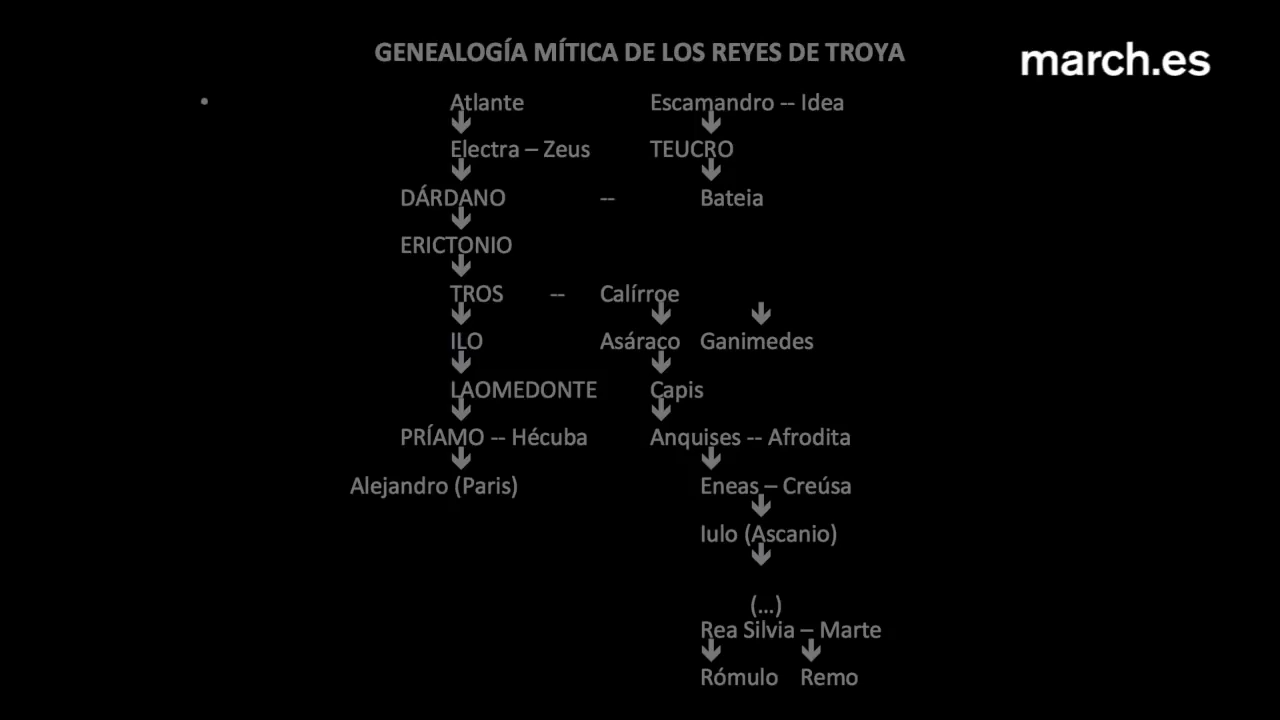 GENEALOGÍA MÍTICA DE LOS REYES DE TROYA
march.es
• Atlante Escamandro -- Idea
Electra – Zeus TEUCRO
DÁRDANO -- Bateia
ERICTONIO
TROS -- Calírroe
ILO Asáraco Ganimedes
LAOMEDONTE Capis
PRÍAMO -- Hécuba Anquises -- Afrodita
Alejandro (Paris) Eneas – Creúsa
Iulo (Ascanio)
(...)
Rea Silvia – Marte
Rómulo Remo